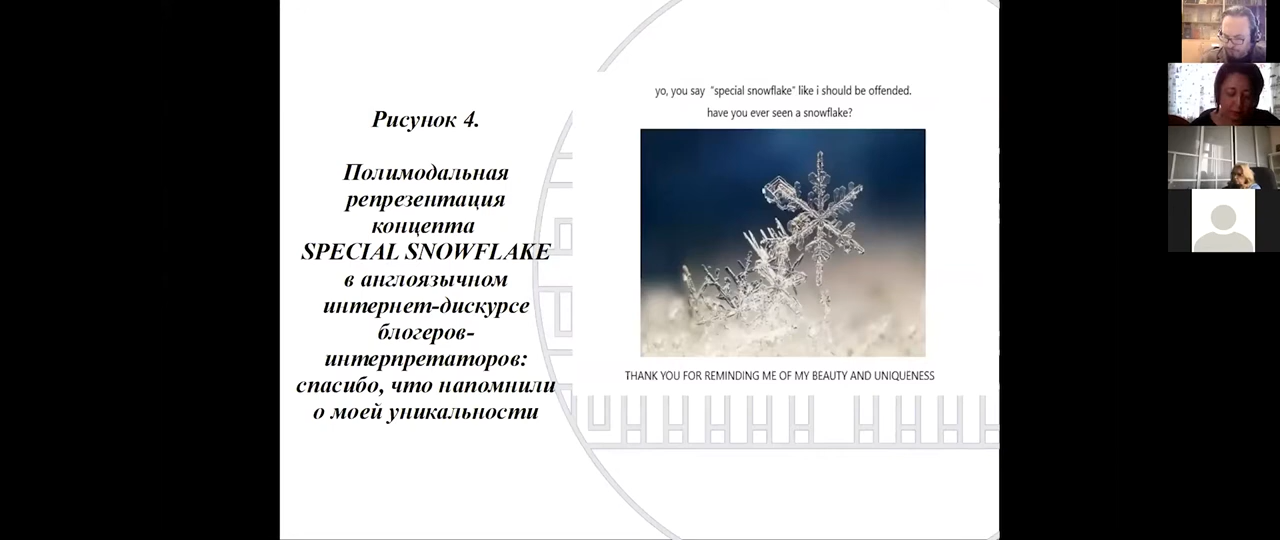 Рисунок 4.
Полимодальная
репрезентация
концепта
SPECIAL SNOWFLAKE
в англоязычном
интернет-дискурсе
блогеров-
интерпретаторов:
спасибо, что напомнили
о моей уникальности
yo, you say "special snowflake" like i should be offended.
have you ever seen a snowflake?
THANK YOU FOR REMINDING ME OF MY BEAUTY AND UNIQUENESS